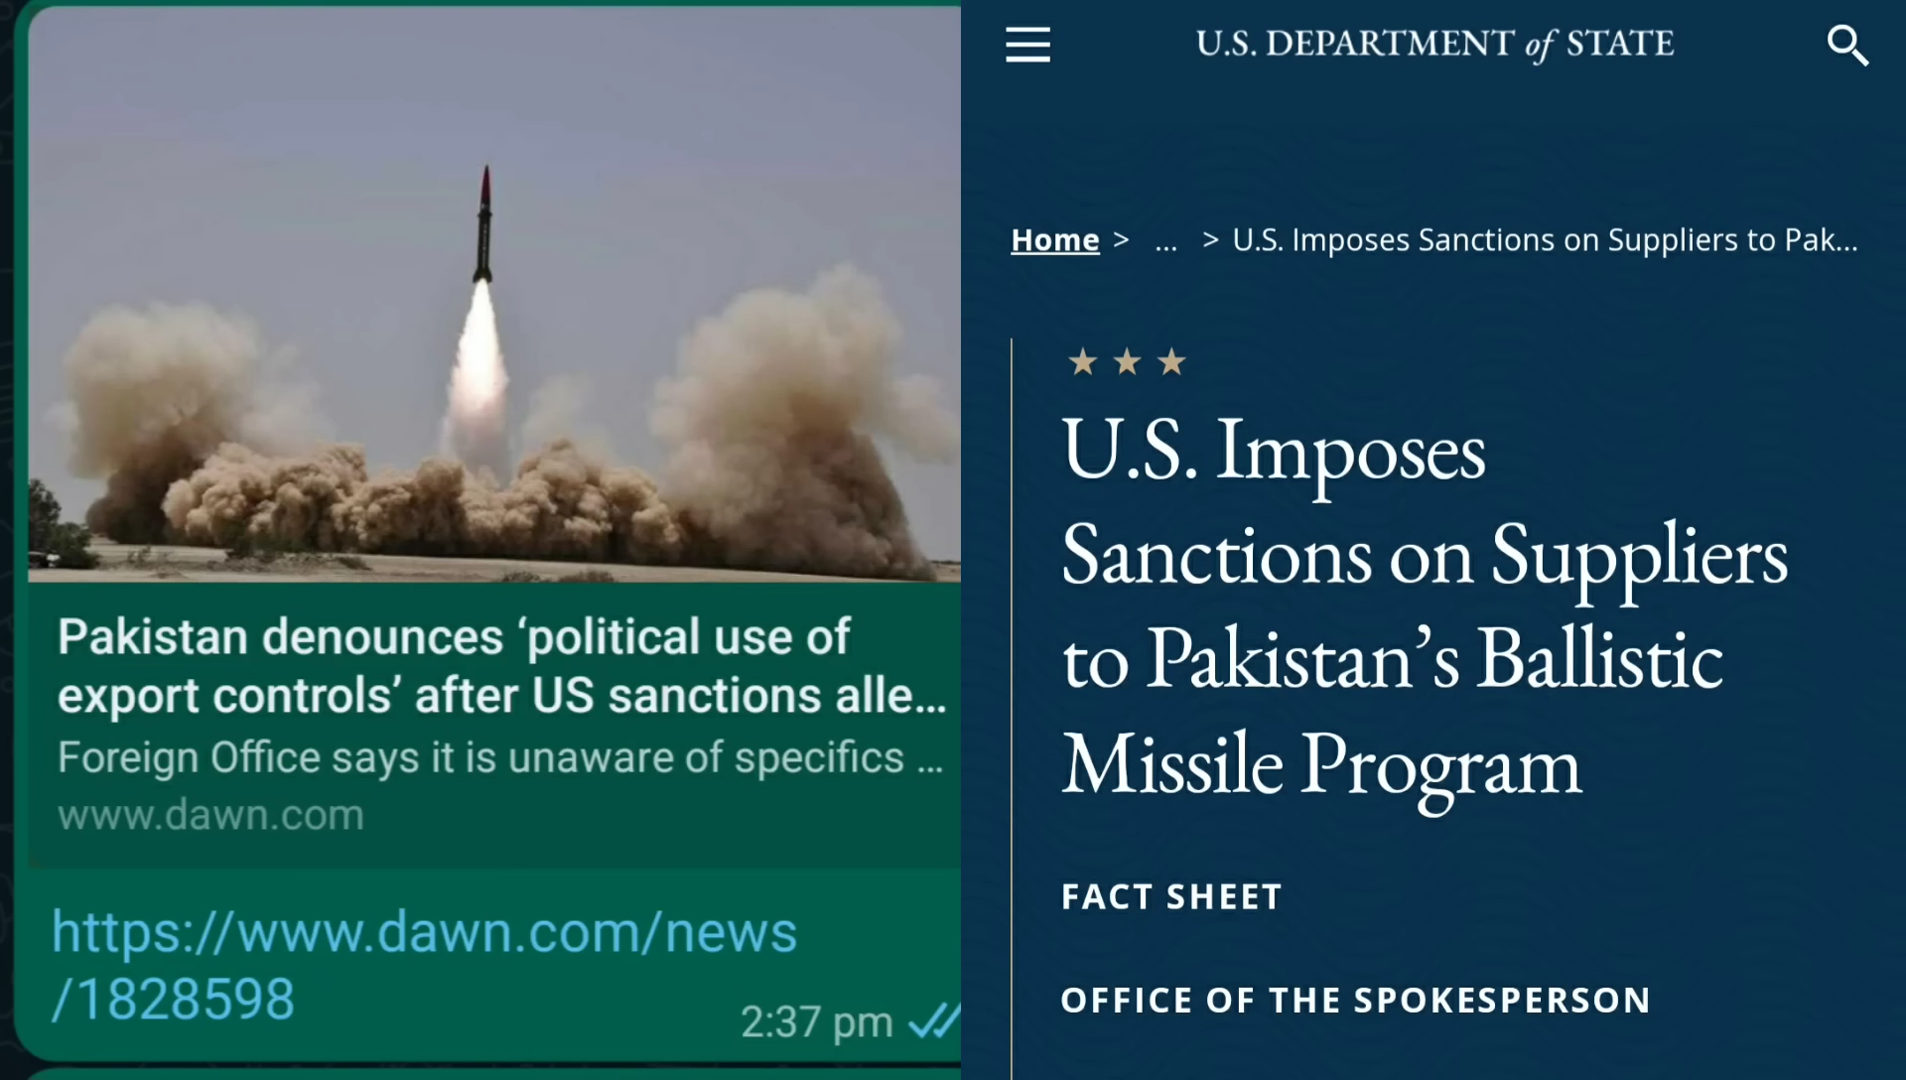 Pakistan denounces ‘political use of
export controls’ after US sanctions alle...
Foreign Office says it is unaware of specifics ...
www.dawn.com
https://www.dawn.com/news
/1828598
2:37 pm
U.S. DEPARTMENT of STATE
Home > ... > U.S. Imposes Sanctions on Suppliers to Pak...
U.S. Imposes
Sanctions on Suppliers
to Pakistan’s Ballistic
Missile Program
FACT SHEET
OFFICE OF THE SPOKESPERSON